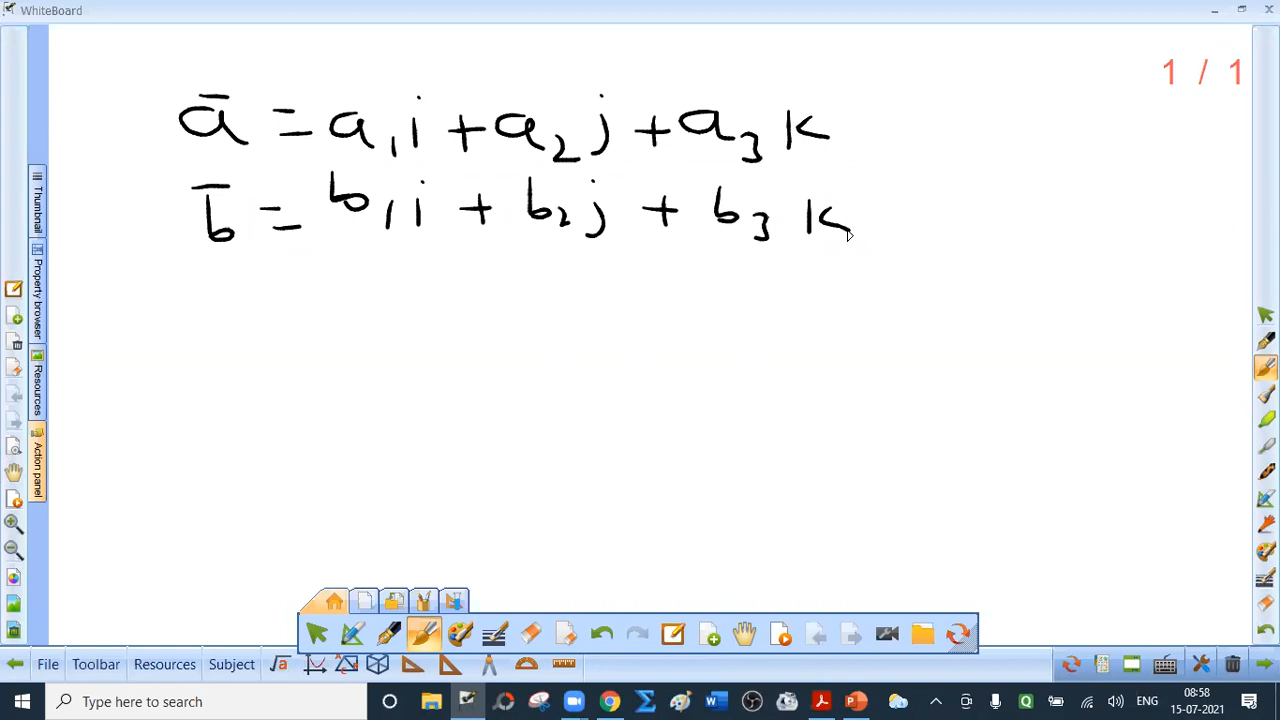 WhiteBoard
1 / 1
a̅ = a₁i + a₂j + a₃k
b̅ = b₁i + b₂j + b₃k
Thumbnail
Property browser
Resources
Action panel
File Toolbar Resources Subject
Type here to search
ENG
08:58
15-07-2021